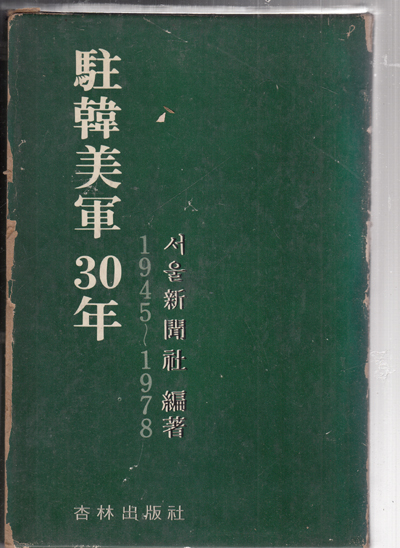 駐韓美軍 30年
1945~1978
서울新聞社 編著
杏林出版社